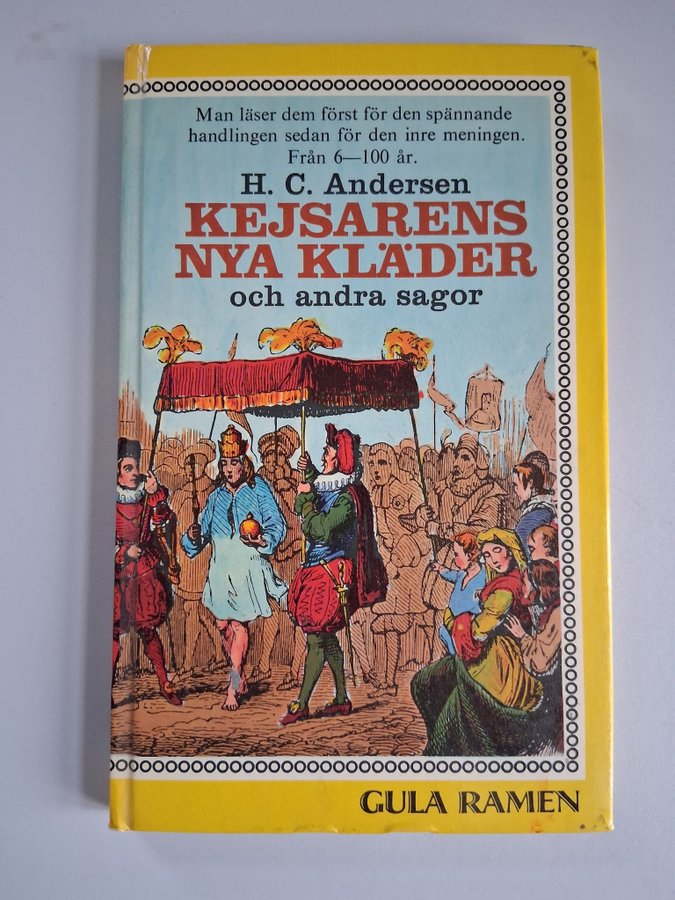 Man läser dem först för den spännande
handlingen sedan för den inre meningen.
Från 6—100 år.
H. C. Andersen
KEJSARENS
NYA KLÄDER
och andra sagor
GULA RAMEN